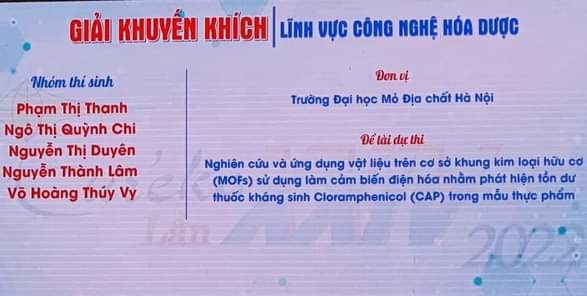 GIẢI KHUYẾN KHÍCH | LĨNH VỰC CÔNG NGHỆ HÓA DƯỢC
Nhóm thí sinh
Phạm Thị Thanh
Ngô Thị Quỳnh Chi
Nguyễn Thị Duyên
Nguyễn Thành Lâm
Võ Hoàng Thúy Vy
Đơn vị
Trường Đại học Mỏ Địa chất Hà Nội
Đề tài dự thi
Nghiên cứu và ứng dụng vật liệu trên cơ sở khung kim loại hữu cơ
(MOFs) sử dụng làm cảm biến điện hóa nhằm phát hiện tồn dư
thuốc kháng sinh Cloramphenicol (CAP) trong mẫu thực phẩm
Lần
2022